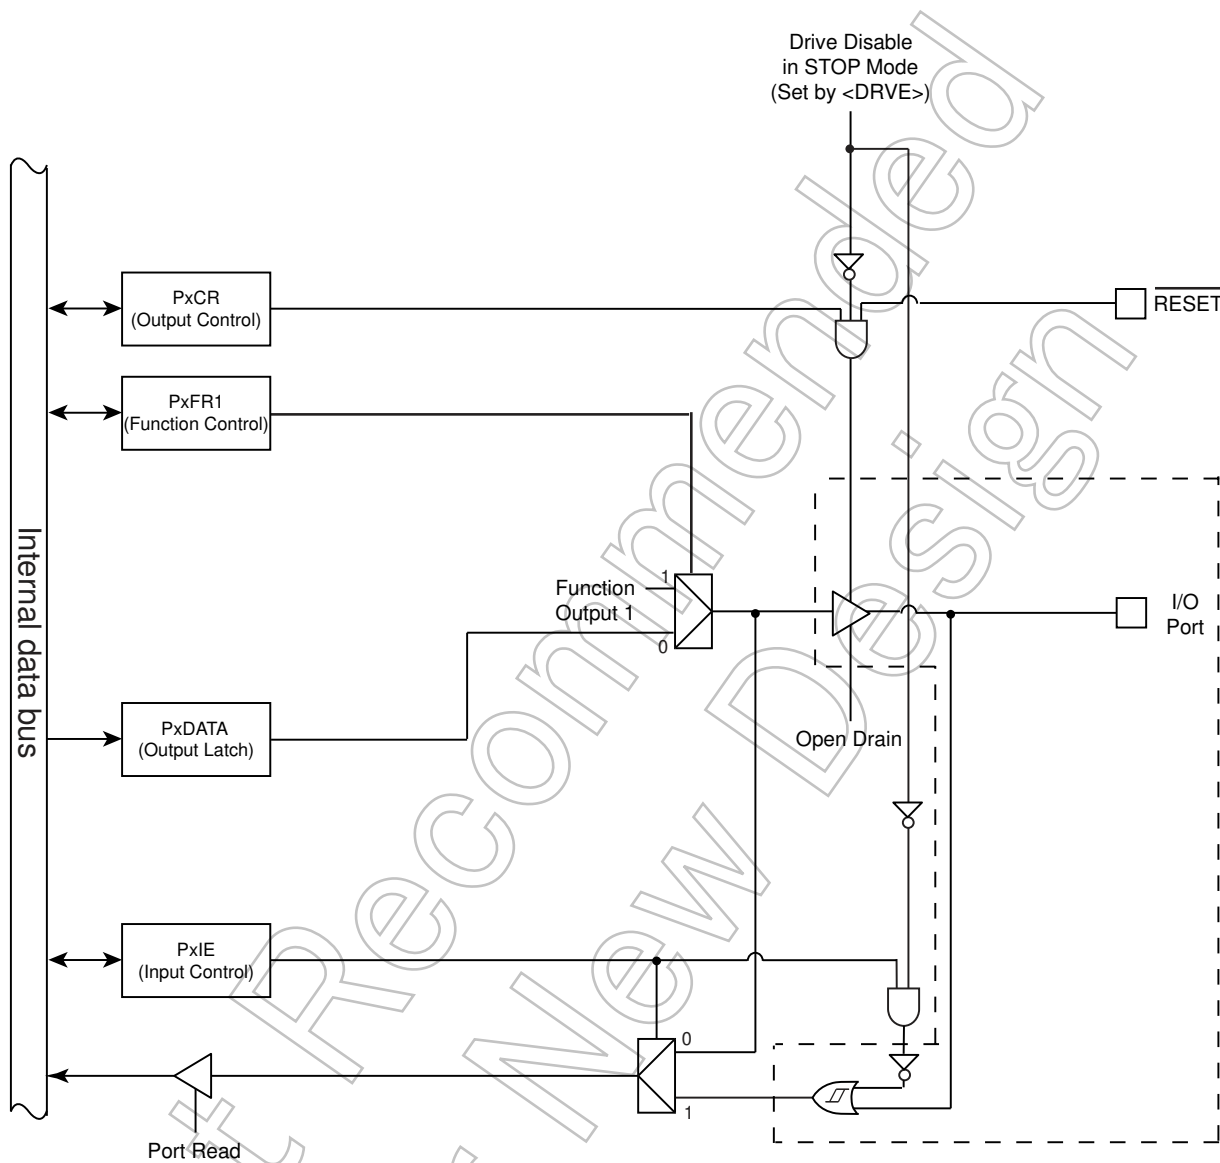 Drive Disable
in STOP Mode
(Set by <DRVE>)
PxCR
(Output Control)
RESET
PxFR1
(Function Control)
Internal data bus
Function
Output 1
1
0
I/O
Port
PxDATA
(Output Latch)
Open Drain
PxIE
(Input Control)
0
1
Port Read
Recommended
New Design